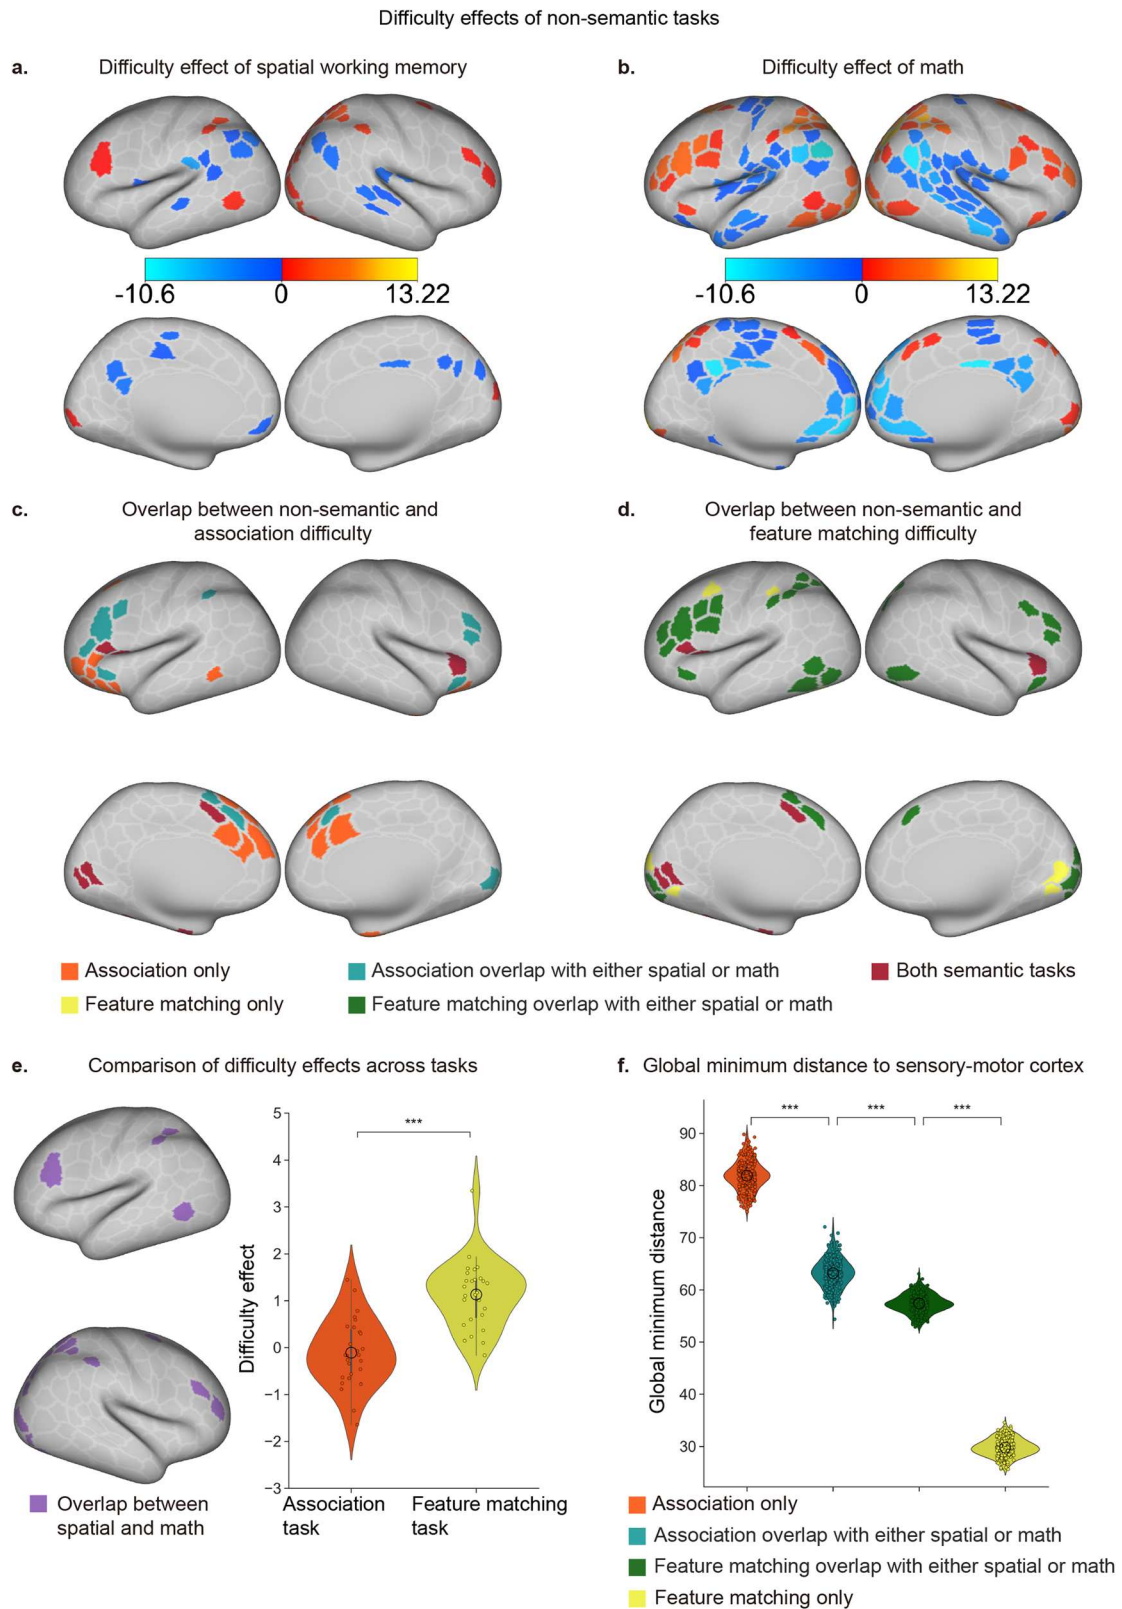 Difficulty effects of non-semantic tasks
a. Difficulty effect of spatial working memory
b. Difficulty effect of math
-10.6 0 13.22
-10.6 0 13.22
c. Overlap between non-semantic and
association difficulty
d. Overlap between non-semantic and
feature matching difficulty
Association only
Association overlap with either spatial or math
Both semantic tasks
Feature matching only
Feature matching overlap with either spatial or math
e. Comparison of difficulty effects across tasks
5
4
3
2
1
0
−1
−2
−3
Difficulty effect
***
Association
task
Feature matching
task
Overlap between
spatial and math
f. Global minimum distance to sensory-motor cortex
*** *** ***
90
80
70
60
50
40
30
Global minimum distance
Association only
Association overlap with either spatial or math
Feature matching overlap with either spatial or math
Feature matching only